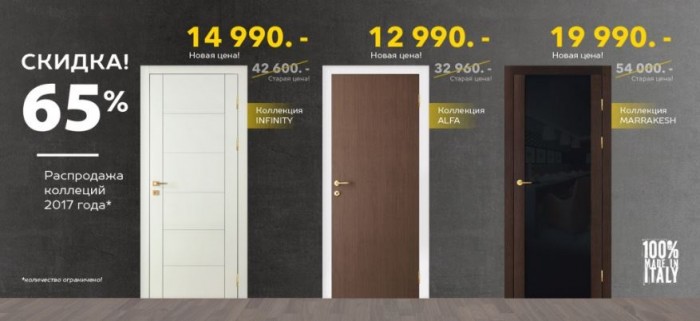 СКИДКА!
65%
Распродажа
коллеций
2017 года*
*количество ограничено!
14 990. -
Новая цена!
42 600. -
Старая цена!
Коллекция
INFINITY
12 990. -
Новая цена!
32 960. -
Старая цена!
Коллекция
ALFA
19 990. -
Новая цена!
54 000. -
Старая цена!
Коллекция
MARRAKESH
100%
MADE IN
ITALY